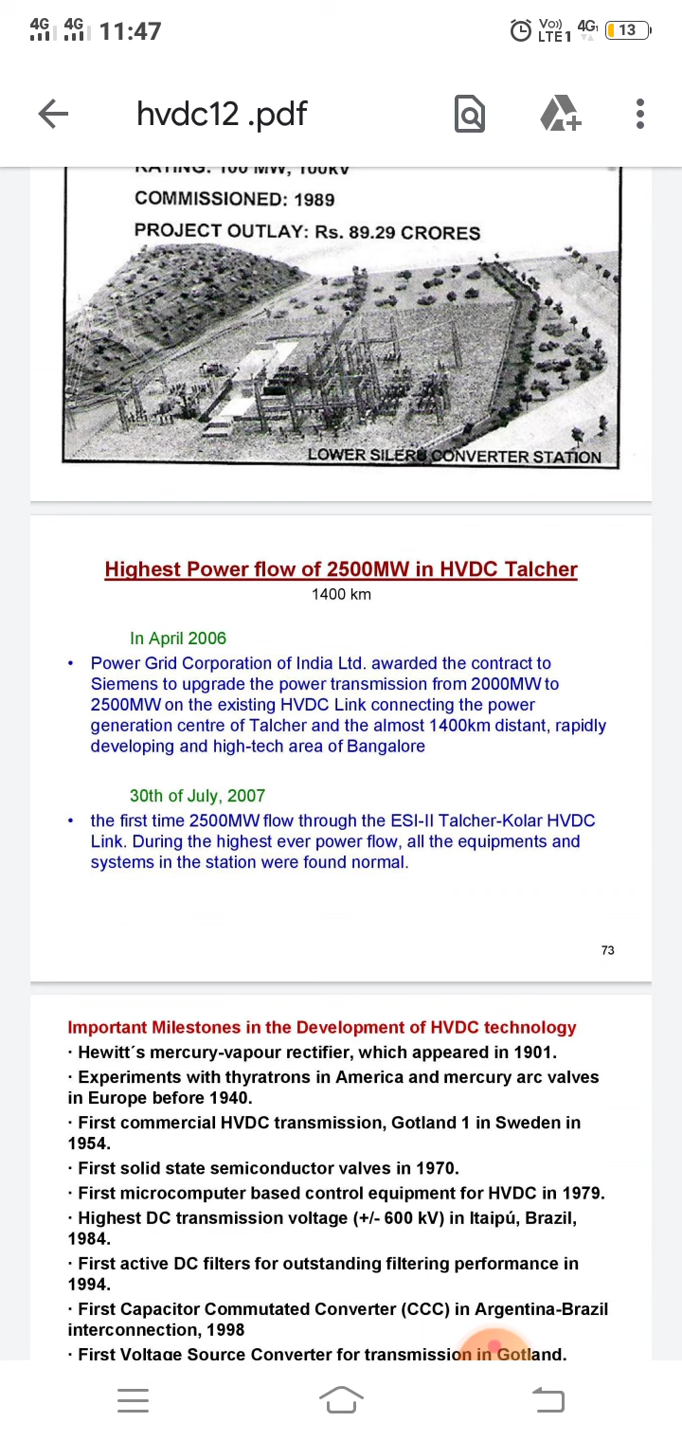 4G 4G 11:47 Vo)) LTE1 4G 13
hvdc12 .pdf
RATING: 100 MW, 100KV
COMMISSIONED: 1989
PROJECT OUTLAY: Rs. 89.29 CRORES
LOWER SILERU CONVERTER STATION
Highest Power flow of 2500MW in HVDC Talcher
1400 km
In April 2006
• Power Grid Corporation of India Ltd. awarded the contract to
Siemens to upgrade the power transmission from 2000MW to
2500MW on the existing HVDC Link connecting the power
generation centre of Talcher and the almost 1400km distant, rapidly
developing and high-tech area of Bangalore
30th of July, 2007
• the first time 2500MW flow through the ESI-II Talcher-Kolar HVDC
Link. During the highest ever power flow, all the equipments and
systems in the station were found normal.
73
Important Milestones in the Development of HVDC technology
· Hewitt´s mercury-vapour rectifier, which appeared in 1901.
· Experiments with thyratrons in America and mercury arc valves
in Europe before 1940.
· First commercial HVDC transmission, Gotland 1 in Sweden in
1954.
· First solid state semiconductor valves in 1970.
· First microcomputer based control equipment for HVDC in 1979.
· Highest DC transmission voltage (+/- 600 kV) in Itaipú, Brazil,
1984.
· First active DC filters for outstanding filtering performance in
1994.
· First Capacitor Commutated Converter (CCC) in Argentina-Brazil
interconnection, 1998
· First Voltage Source Converter for transmission in Gotland.